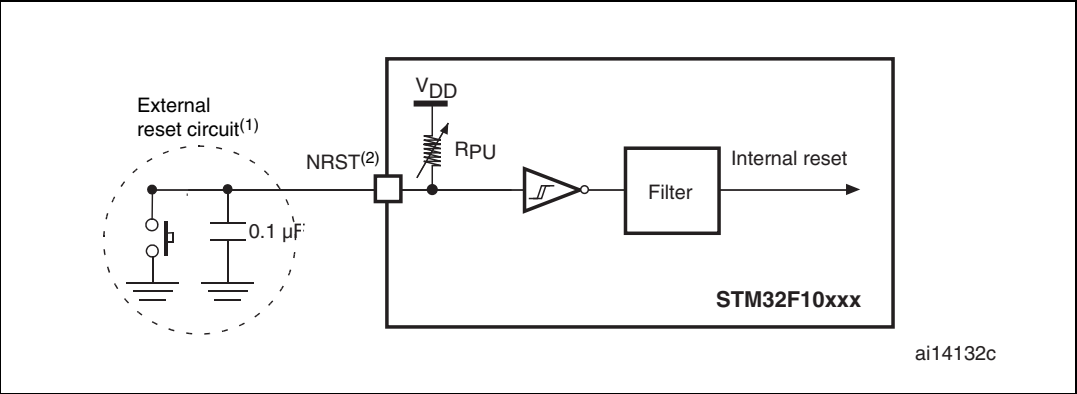 External
reset circuit(1)
VDD
NRST(2)
RPU
0.1 µF
Filter
Internal reset
STM32F10xxx
ai14132c